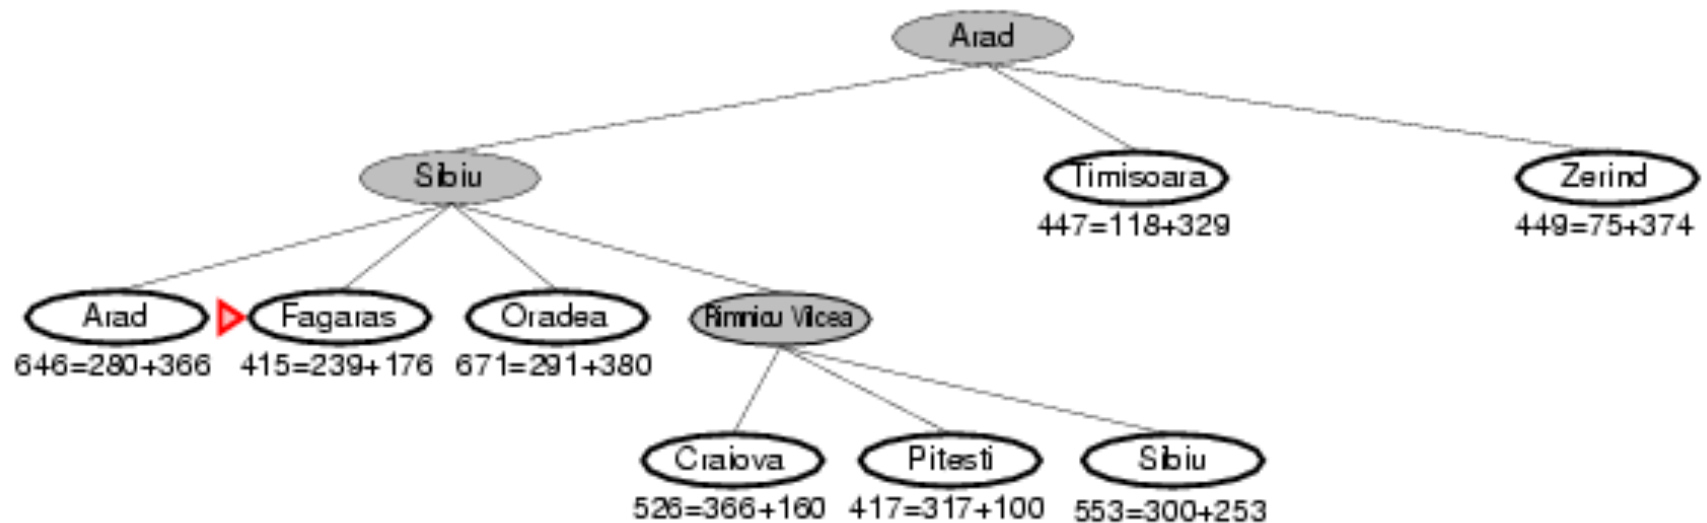 Arad
Sibiu
Timisoara
Zerind
447=118+329
449=75+374
Arad
Fagaras
Oradea
Rimnicu Vilcea
646=280+366
415=239+176
671=291+380
Craiova
Pitesti
Sibiu
526=366+160
417=317+100
553=300+253